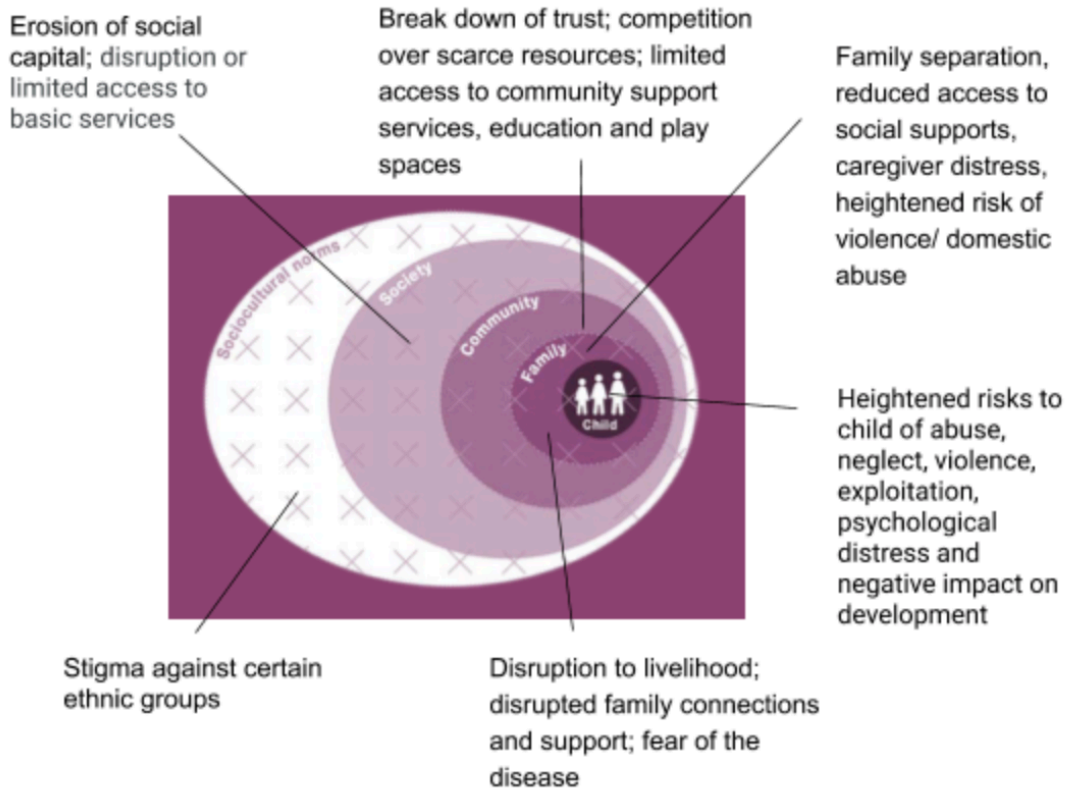 Erosion of social
capital; disruption or
limited access to
basic services
Break down of trust; competition
over scarce resources; limited
access to community support
services, education and play
spaces
Family separation,
reduced access to
social supports,
caregiver distress,
heightened risk of
violence/ domestic
abuse
Sociocultural norms
Society
Community
Family
Child
Heightened risks to
child of abuse,
neglect, violence,
exploitation,
psychological
distress and
negative impact on
development
Stigma against certain
ethnic groups
Disruption to livelihood;
disrupted family connections
and support; fear of the
disease